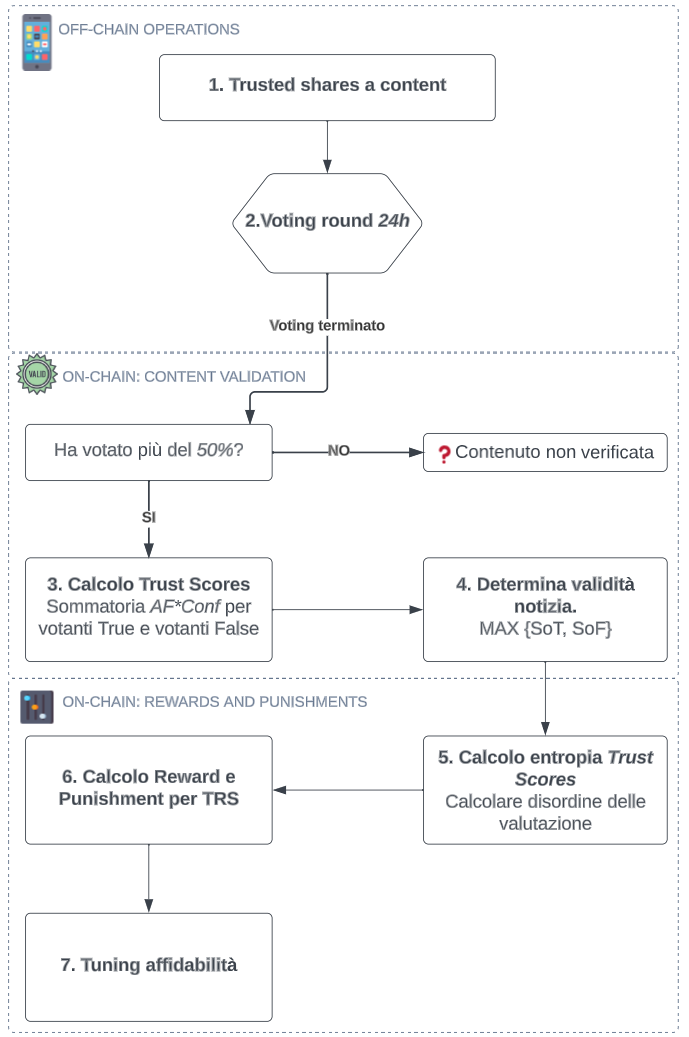 OFF-CHAIN OPERATIONS
1. Trusted shares a content
2.Voting round 24h
Voting terminato
VALID
ON-CHAIN: CONTENT VALIDATION
Ha votato più del 50%?
NO
Contenuto non verificata
SI
3. Calcolo Trust Scores
Sommatoria AF*Conf per
votanti True e votanti False
4. Determina validità
notizia.
MAX {SoT, SoF}
ON-CHAIN: REWARDS AND PUNISHMENTS
5. Calcolo entropia Trust
Scores
Calcolare disordine delle
valutazione
6. Calcolo Reward e
Punishment per TRS
7. Tuning affidabilità